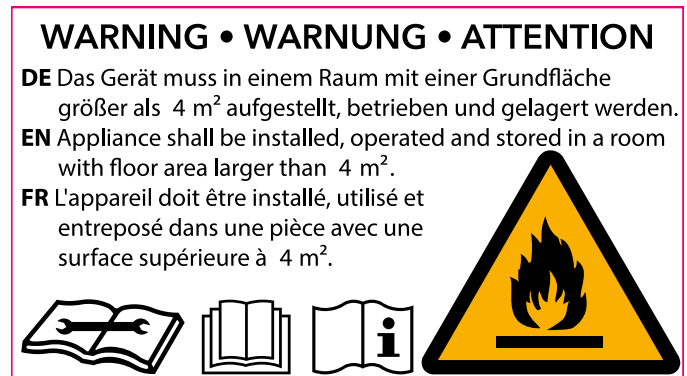 WARNING • WARNUNG • ATTENTION
DE Das Gerät muss in einem Raum mit einer Grundfläche
größer als 4 m² aufgestellt, betrieben und gelagert werden.
EN Appliance shall be installed, operated and stored in a room
with floor area larger than 4 m².
FR L'appareil doit être installé, utilisé et
entreposé dans une pièce avec une
surface supérieure à 4 m².
i